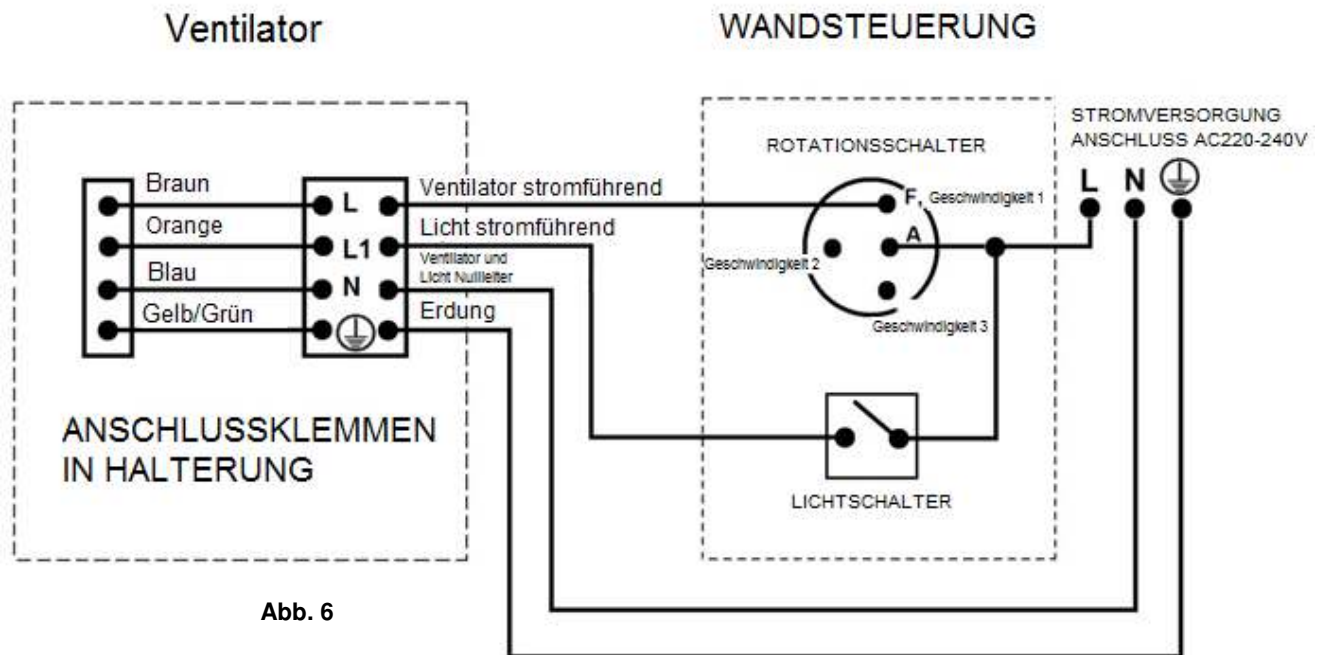 Ventilator
WANDSTEUERUNG
STROMVERSORGUNG
ANSCHLUSS AC220-240V
L N
ROTATIONSSCHALTER
F, Geschwindigkeit 1
A
Geschwindigkeit 2
Geschwindigkeit 3
Braun
L
Ventilator stromführend
Orange
L1
Licht stromführend
Blau
N
Ventilator und
Licht Nullleiter
Gelb/Grün
Erdung
ANSCHLUSSKLEMMEN
IN HALTERUNG
LICHTSCHALTER
Abb. 6